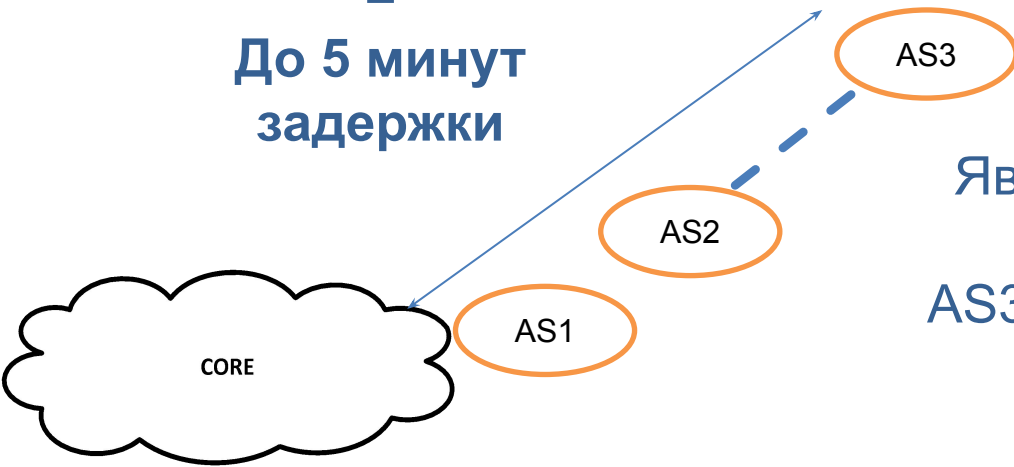 До 5 минут
задержки
AS3
AS2
AS1
CORE